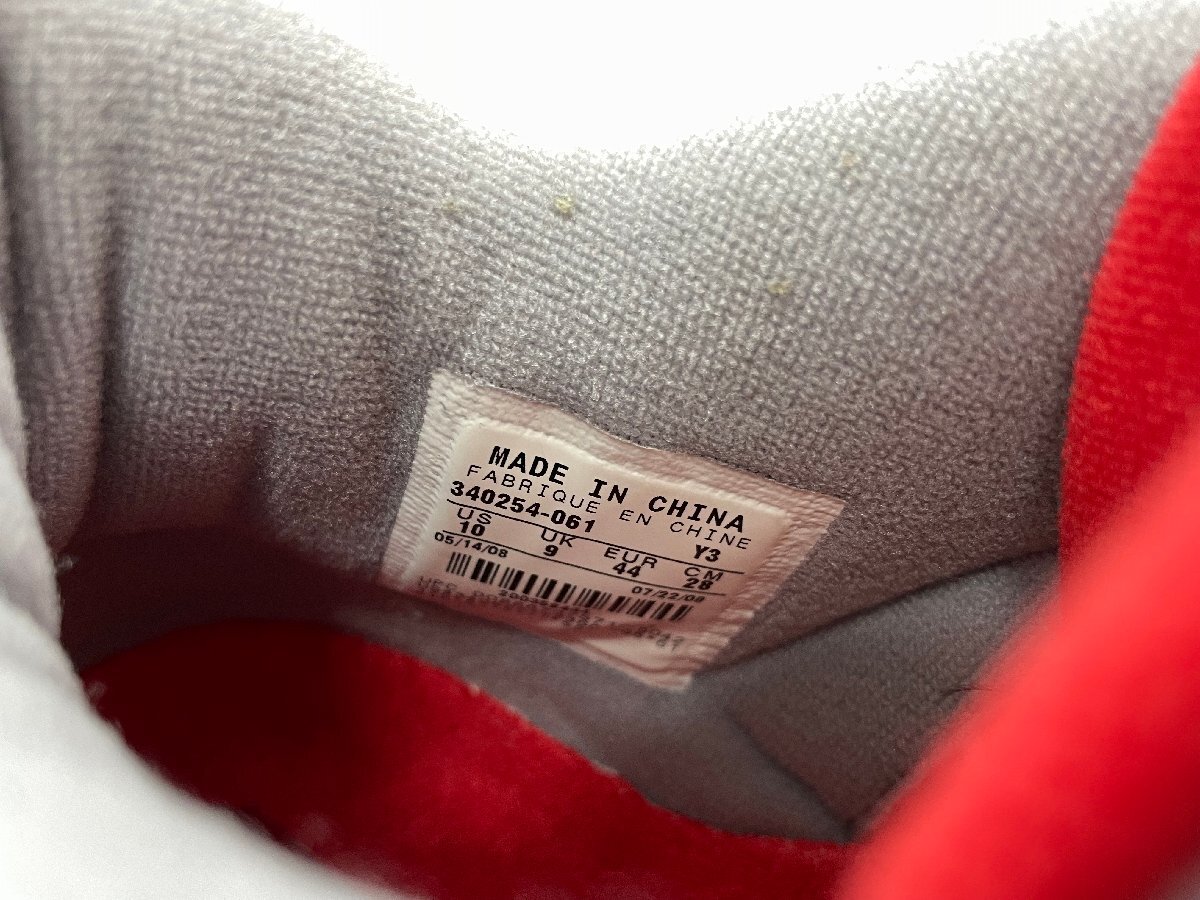 MADE IN CHINA
FABRIQUE EN CHINE
340254-061 Y3
US UK EUR CM
10 9 44 28
05/14/08 07/22/08